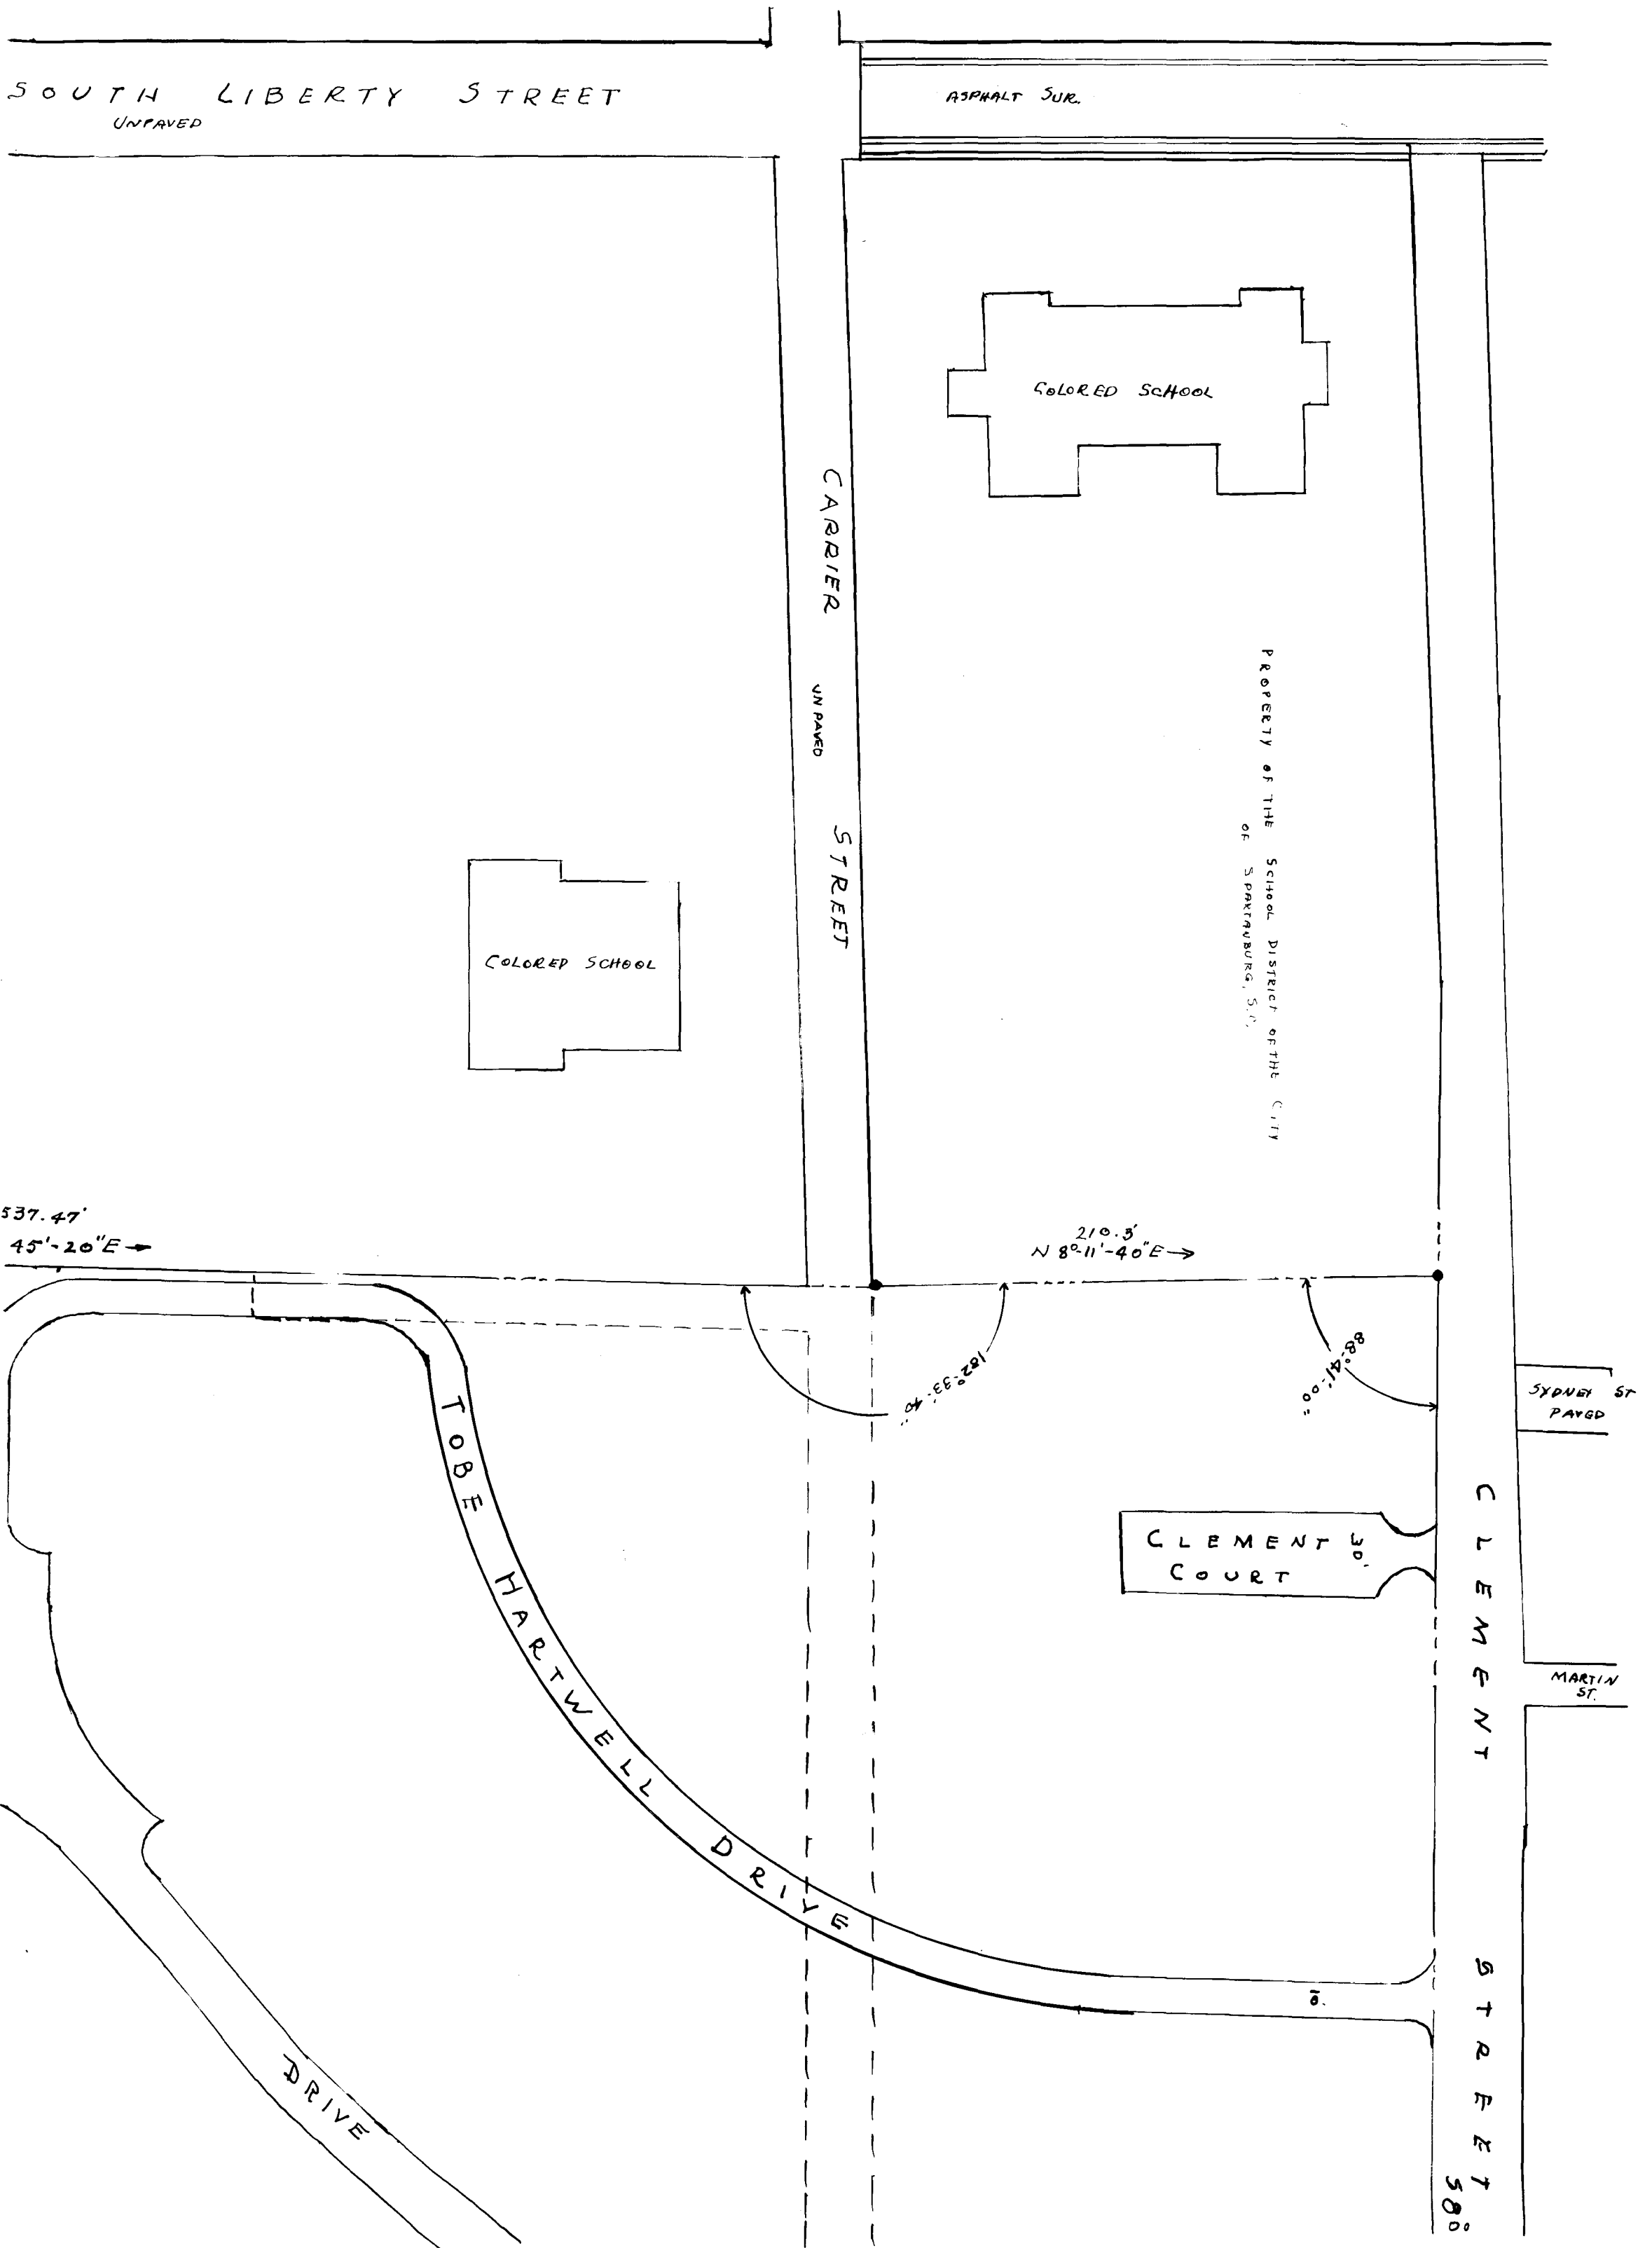 SOUTH LIBERTY STREET
UNPAVED
ASPHALT SUR.
COLORED SCHOOL
CARRIER STREET
UNPAVED
PROPERTY OF THE SCHOOL DISTRICT OF THE CITY
OF SPARTANBURG, S.C.
COLORED SCHOOL
537.47'
45'-20"E
210.3'
N 8°-11'-40"E
182°-33'-40"
88°-41'-00"
SYDNEY ST
PAVED
CLEMENT 30'
COURT
CLEMENT STREET
MARTIN
ST.
TOBE HARTWELL DRIVE
DRIVE
S80°